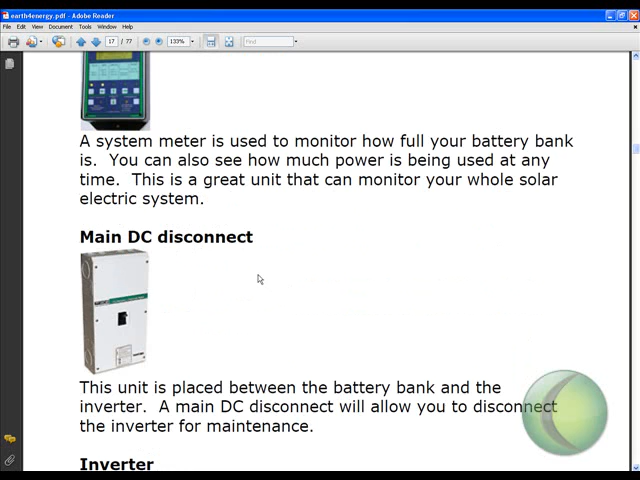 earth4energy.pdf - Adobe Reader
File Edit View Document Tools Window Help
17 / 77 133% Find
A system meter is used to monitor how full your battery bank
is. You can also see how much power is being used at any
time. This is a great unit that can monitor your whole solar
electric system.
Main DC disconnect
This unit is placed between the battery bank and the
inverter. A main DC disconnect will allow you to disconnect
the inverter for maintenance.
Inverter